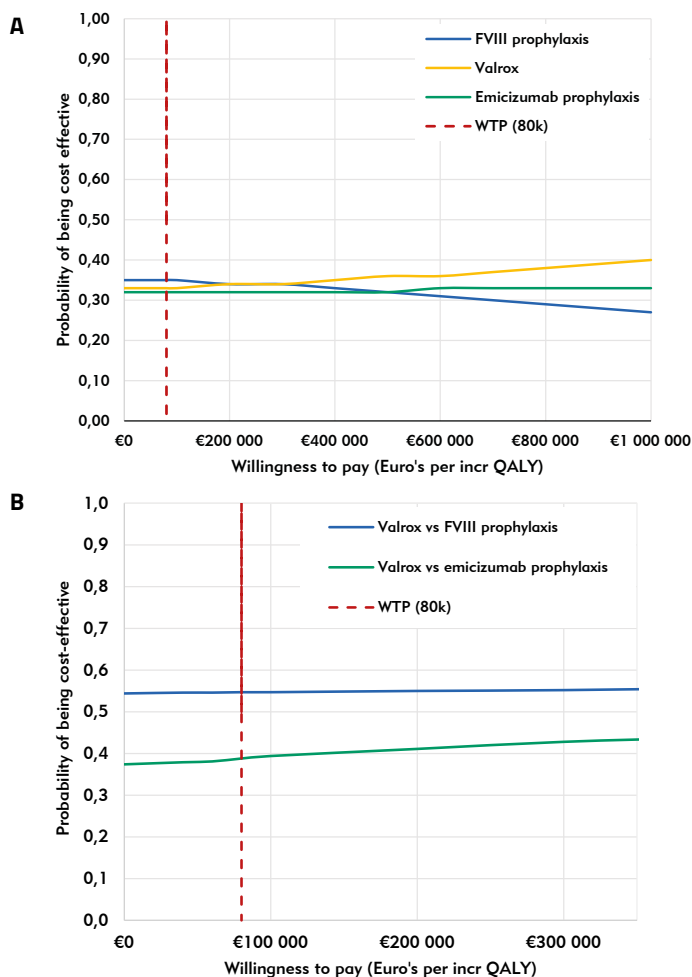 A
1,00
0,90
0,80
0,70
0,60
0,50
0,40
0,30
0,20
0,10
0,00
Probability of being cost effective
FVIII prophylaxis
Valrox
Emicizumab prophylaxis
WTP (80k)
€0
€200 000
€400 000
€600 000
€800 000
€1 000 000
Willingness to pay (Euro's per incr QALY)
B
1,0
0,9
0,8
0,7
0,6
0,5
0,4
0,3
0,2
0,1
0,0
Probability of being cost-effective
Valrox vs FVIII prophylaxis
Valrox vs emicizumab prophylaxis
WTP (80k)
€0
€100 000
€200 000
€300 000
Willingness to pay (Euro's per incr QALY)